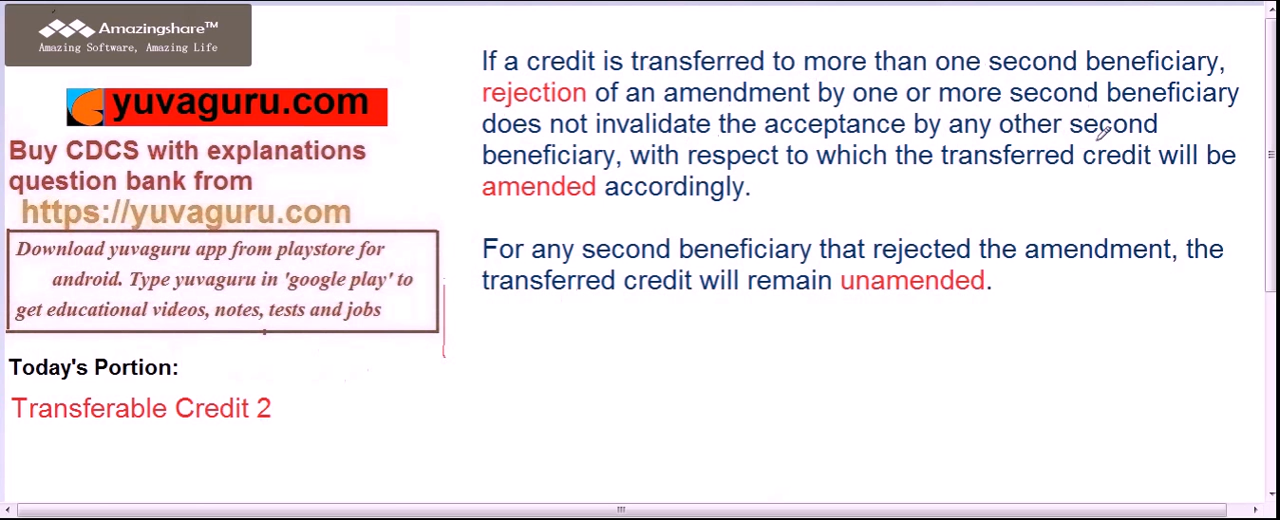 Amazingshare™
Amazing Software, Amazing Life
yuvaguru.com
Buy CDCS with explanations
question bank from
https://yuvaguru.com
Download yuvaguru app from playstore for
android. Type yuvaguru in 'google play' to
get educational videos, notes, tests and jobs
Today's Portion:
Transferable Credit 2
If a credit is transferred to more than one second beneficiary,
rejection of an amendment by one or more second beneficiary
does not invalidate the acceptance by any other second
beneficiary, with respect to which the transferred credit will be
amended accordingly.
For any second beneficiary that rejected the amendment, the
transferred credit will remain unamended.